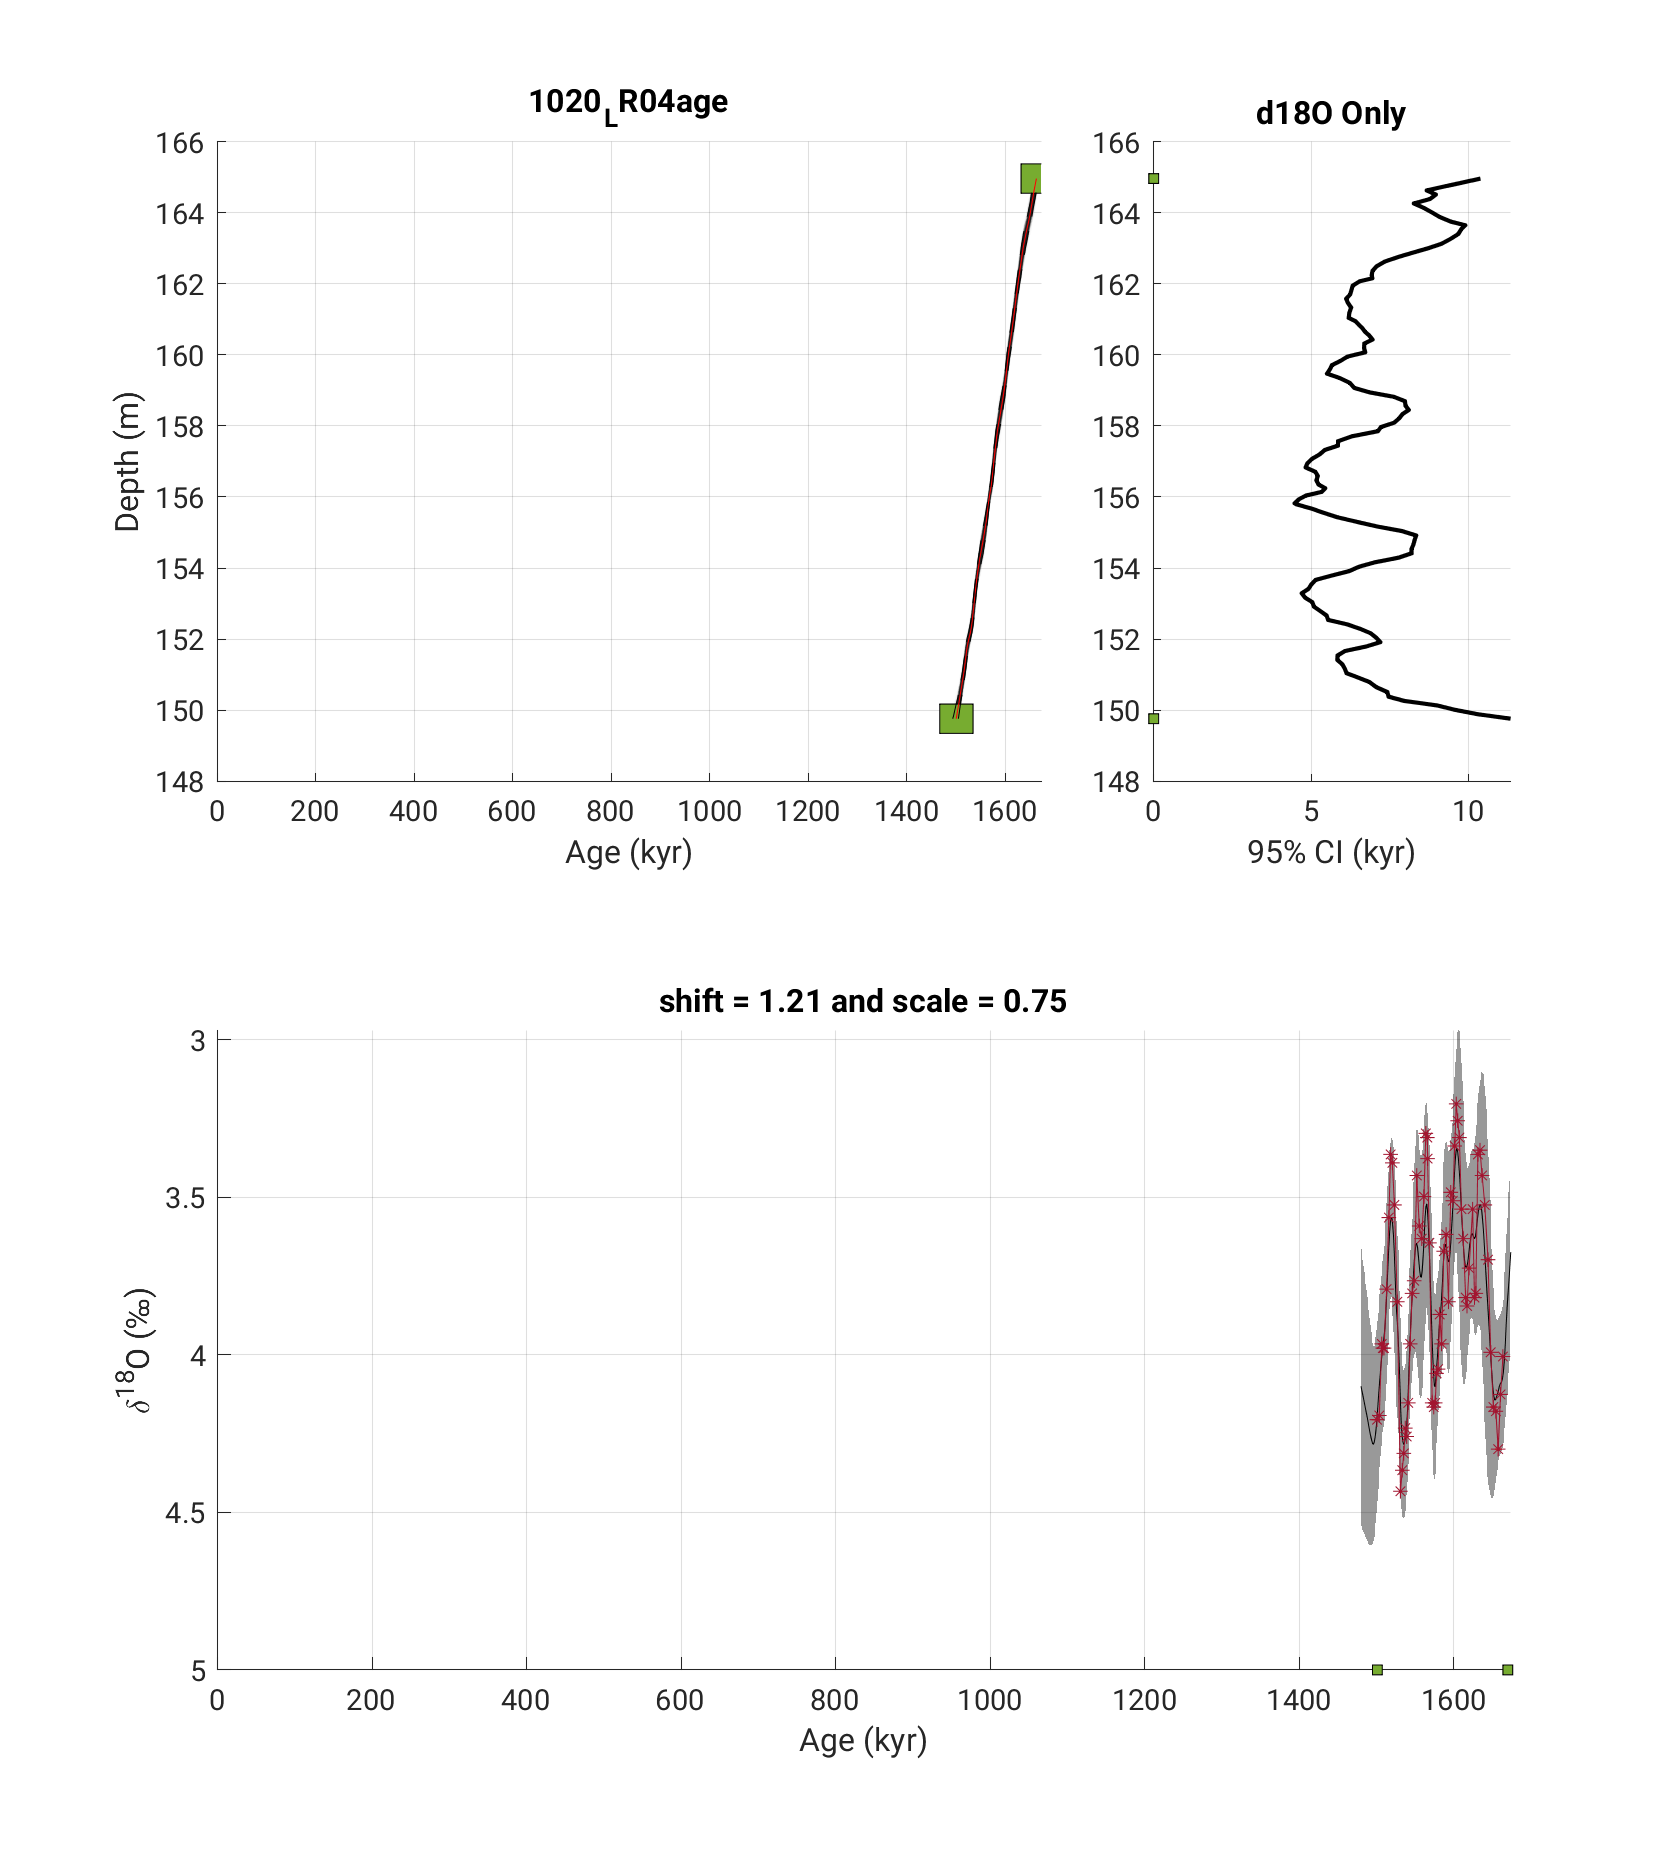 1020LR04age
166
164
162
160
158
156
154
152
150
148
Depth (m)
0 200 400 600 800 1000 1200 1400 1600
Age (kyr)
d18O Only
166
164
162
160
158
156
154
152
150
148
0 5 10
95% CI (kyr)
shift = 1.21 and scale = 0.75
3
3.5
4
4.5
5
δ18O (‰)
0 200 400 600 800 1000 1200 1400 1600
Age (kyr)